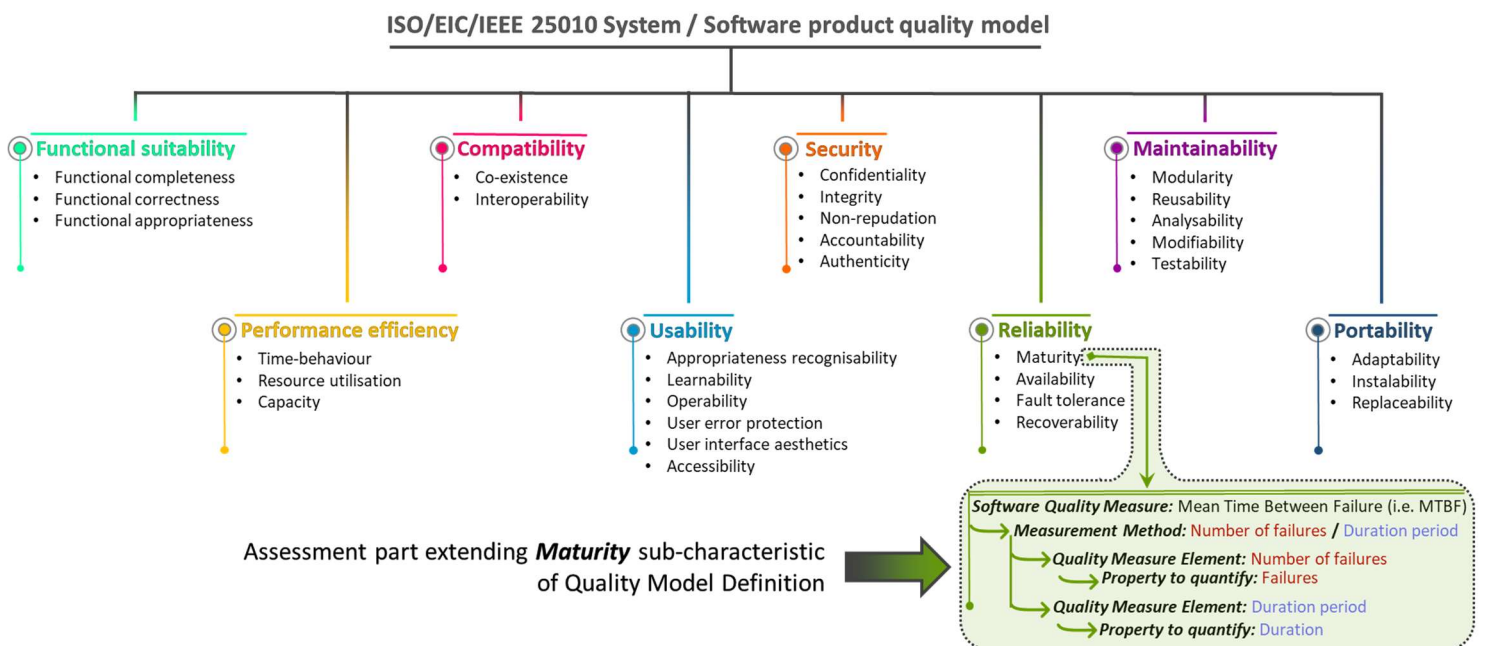 ISO/EIC/IEEE 25010 System / Software product quality model
Functional suitability
• Functional completeness
• Functional correctness
• Functional appropriateness
Compatibility
• Co-existence
• Interoperability
Security
• Confidentiality
• Integrity
• Non-repudation
• Accountability
• Authenticity
Maintainability
• Modularity
• Reusability
• Analysability
• Modifiability
• Testability
Performance efficiency
• Time-behaviour
• Resource utilisation
• Capacity
Usability
• Appropriateness recognisability
• Learnability
• Operability
• User error protection
• User interface aesthetics
• Accessibility
Reliability
• Maturity
• Availability
• Fault tolerance
• Recoverability
Portability
• Adaptability
• Instalability
• Replaceability
Assessment part extending Maturity sub-characteristic
of Quality Model Definition
Software Quality Measure: Mean Time Between Failure (i.e. MTBF)
Measurement Method: Number of failures / Duration period
Quality Measure Element: Number of failures
Property to quantify: Failures
Quality Measure Element: Duration period
Property to quantify: Duration